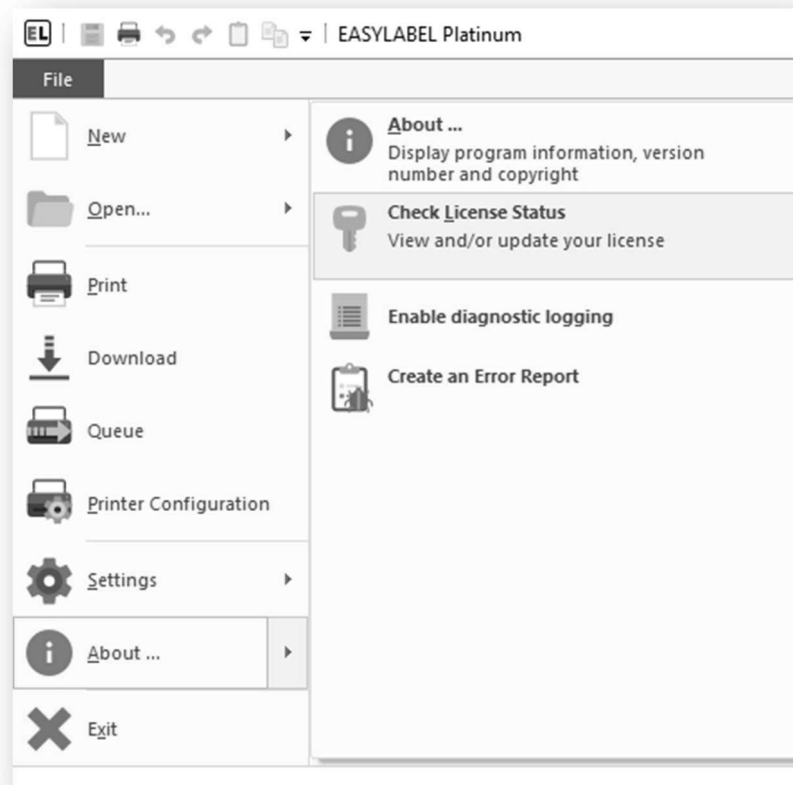 EL EASYLABEL Platinum
File
New
Open...
Print
Download
Queue
Printer Configuration
Settings
About ...
Exit
About ...
Display program information, version
number and copyright
Check License Status
View and/or update your license
Enable diagnostic logging
Create an Error Report